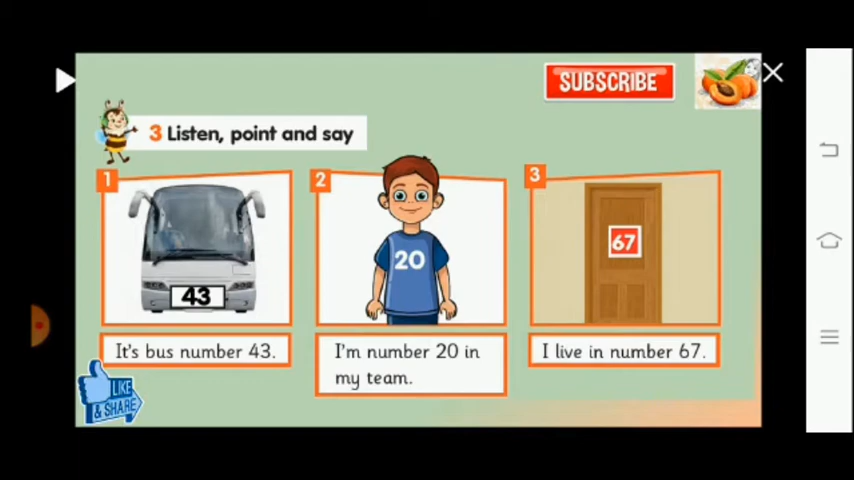 SUBSCRIBE
3 Listen, point and say
1
2
3
43
20
67
It's bus number 43.
I'm number 20 in
my team.
I live in number 67.
LIKE
& SHARE